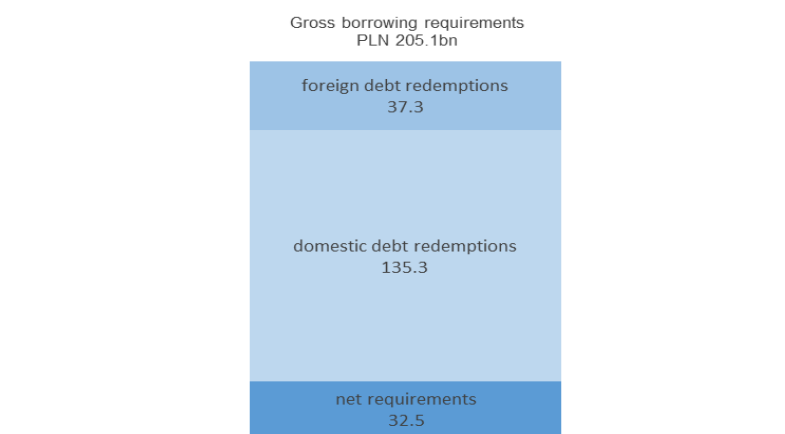 Gross borrowing requirements
PLN 205.1bn
foreign debt redemptions
37.3
domestic debt redemptions
135.3
net requirements
32.5